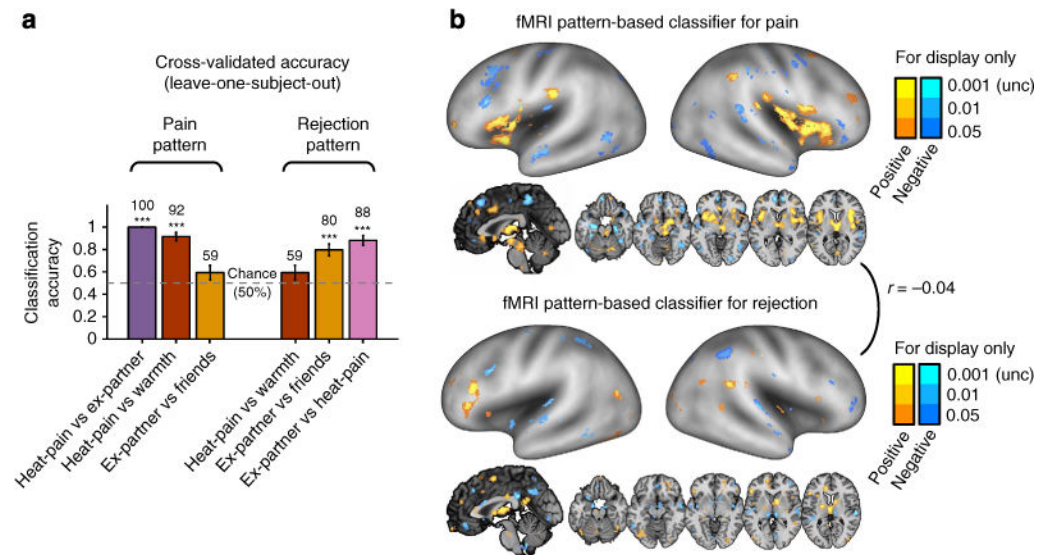 a
Cross-validated accuracy
(leave-one-subject-out)
Pain
pattern
Rejection
pattern
Classification
accuracy
1
0.8
0.6
0.4
0.2
0
100
***
92
***
59
Chance
(50%)
59
80
***
88
***
Heat-pain vs ex-partner
Heat-pain vs warmth
Ex-partner vs friends
Heat-pain vs warmth
Ex-partner vs friends
Ex-partner vs heat-pain
b
fMRI pattern-based classifier for pain
For display only
0.001 (unc)
0.01
0.05
Positive
Negative
r = −0.04
fMRI pattern-based classifier for rejection
For display only
0.001 (unc)
0.01
0.05
Positive
Negative